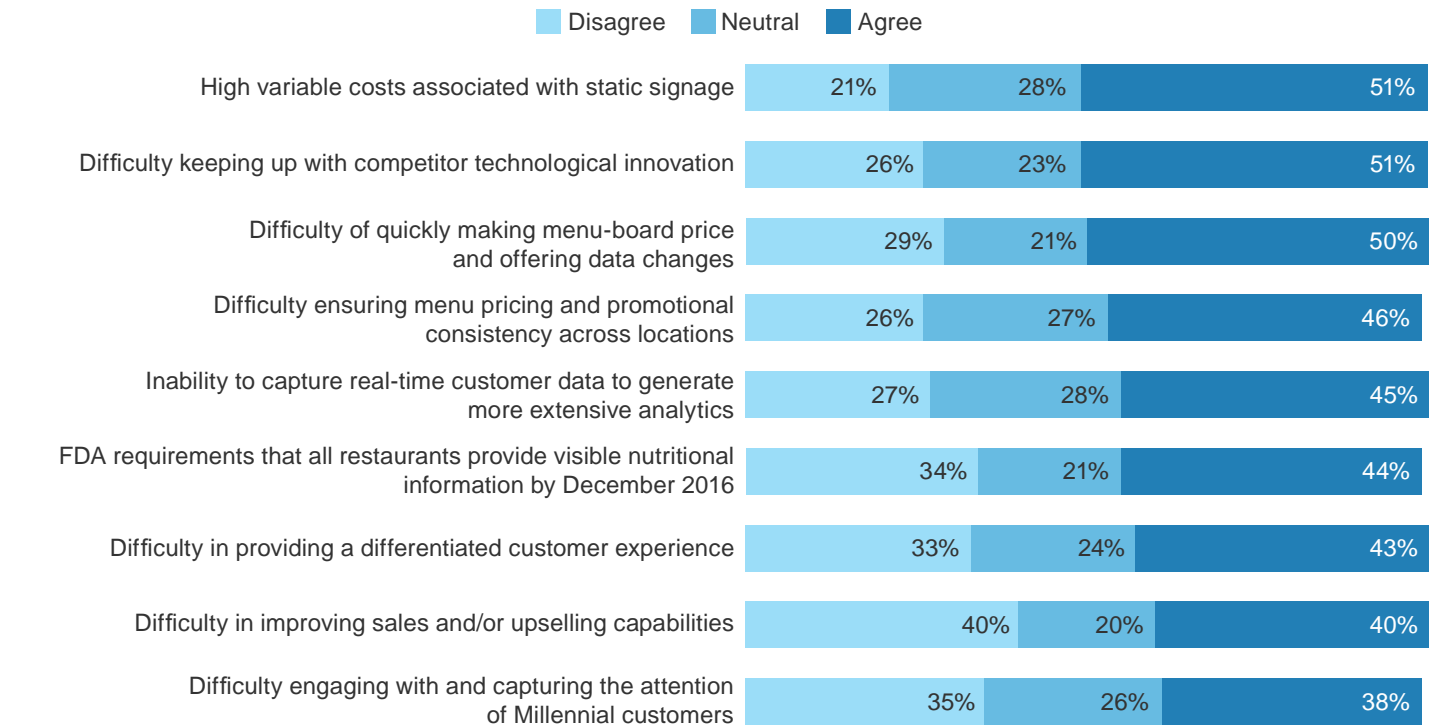 Disagree Neutral Agree
High variable costs associated with static signage 21% 28% 51%
Difficulty keeping up with competitor technological innovation 26% 23% 51%
Difficulty of quickly making menu-board price
and offering data changes 29% 21% 50%
Difficulty ensuring menu pricing and promotional
consistency across locations 26% 27% 46%
Inability to capture real-time customer data to generate
more extensive analytics 27% 28% 45%
FDA requirements that all restaurants provide visible nutritional
information by December 2016 34% 21% 44%
Difficulty in providing a differentiated customer experience 33% 24% 43%
Difficulty in improving sales and/or upselling capabilities 40% 20% 40%
Difficulty engaging with and capturing the attention
of Millennial customers 35% 26% 38%